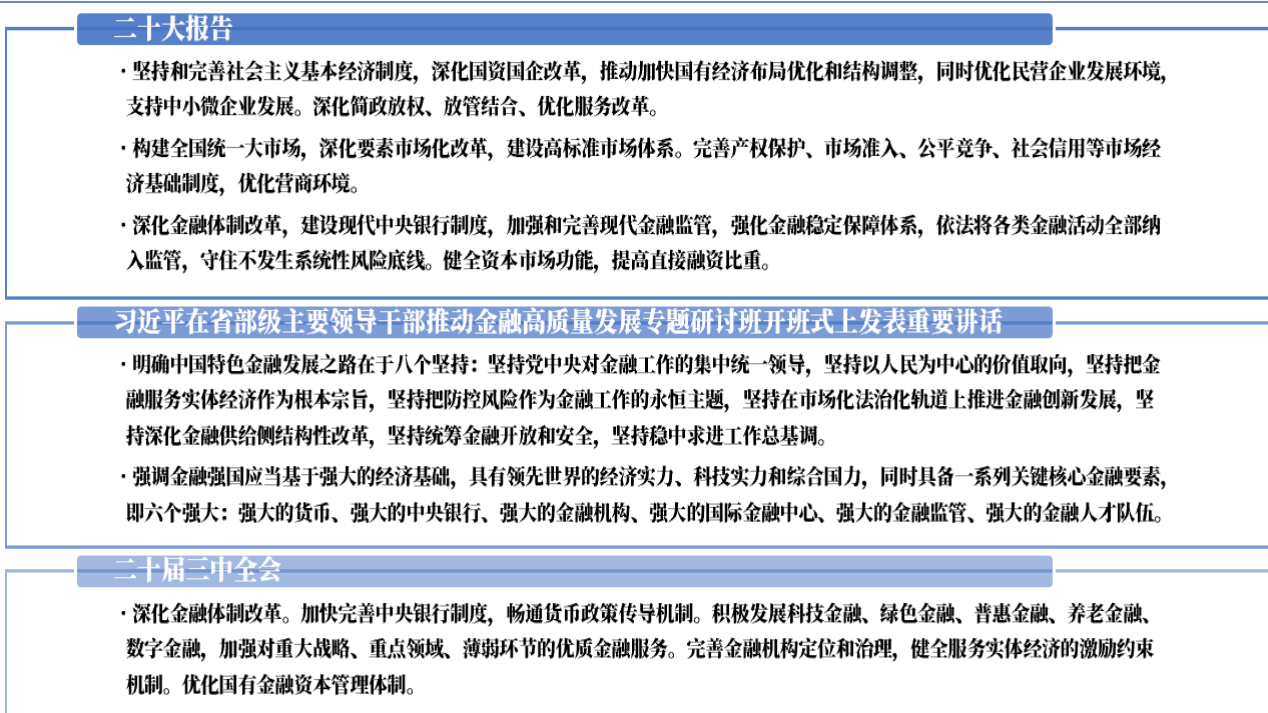 二十大报告
·坚持和完善社会主义基本经济制度，深化国资国企改革，推动加快国有经济布局优化和结构调整，同时优化民营企业发展环境，
支持中小微企业发展。深化简政放权、放管结合、优化服务改革。
·构建全国统一大市场，深化要素市场化改革，建设高标准市场体系。完善产权保护、市场准入、公平竞争、社会信用等市场经
济基础制度，优化营商环境。
·深化金融体制改革，建设现代中央银行制度，加强和完善现代金融监管，强化金融稳定保障体系，依法将各类金融活动全部纳
入监管，守住不发生系统性风险底线。健全资本市场功能，提高直接融资比重。
习近平在省部级主要领导干部推动金融高质量发展专题研讨班开班式上发表重要讲话
·明确中国特色金融发展之路在于八个坚持：坚持党中央对金融工作的集中统一领导，坚持以人民为中心的价值取向，坚持把金
融服务实体经济作为根本宗旨，坚持把防控风险作为金融工作的永恒主题，坚持在市场化法治化轨道上推进金融创新发展，坚
持深化金融供给侧结构性改革，坚持统筹金融开放和安全，坚持稳中求进工作总基调。
·强调金融强国应当基于强大的经济基础，具有领先世界的经济实力、科技实力和综合国力，同时具备一系列关键核心金融要素，
即六个强大：强大的货币、强大的中央银行、强大的金融机构、强大的国际金融中心、强大的金融监管、强大的金融人才队伍。
二十届三中全会
·深化金融体制改革。加快完善中央银行制度，畅通货币政策传导机制。积极发展科技金融、绿色金融、普惠金融、养老金融、
数字金融，加强对重大战略、重点领域、薄弱环节的优质金融服务。完善金融机构定位和治理，健全服务实体经济的激励约束
机制。优化国有金融资本管理体制。